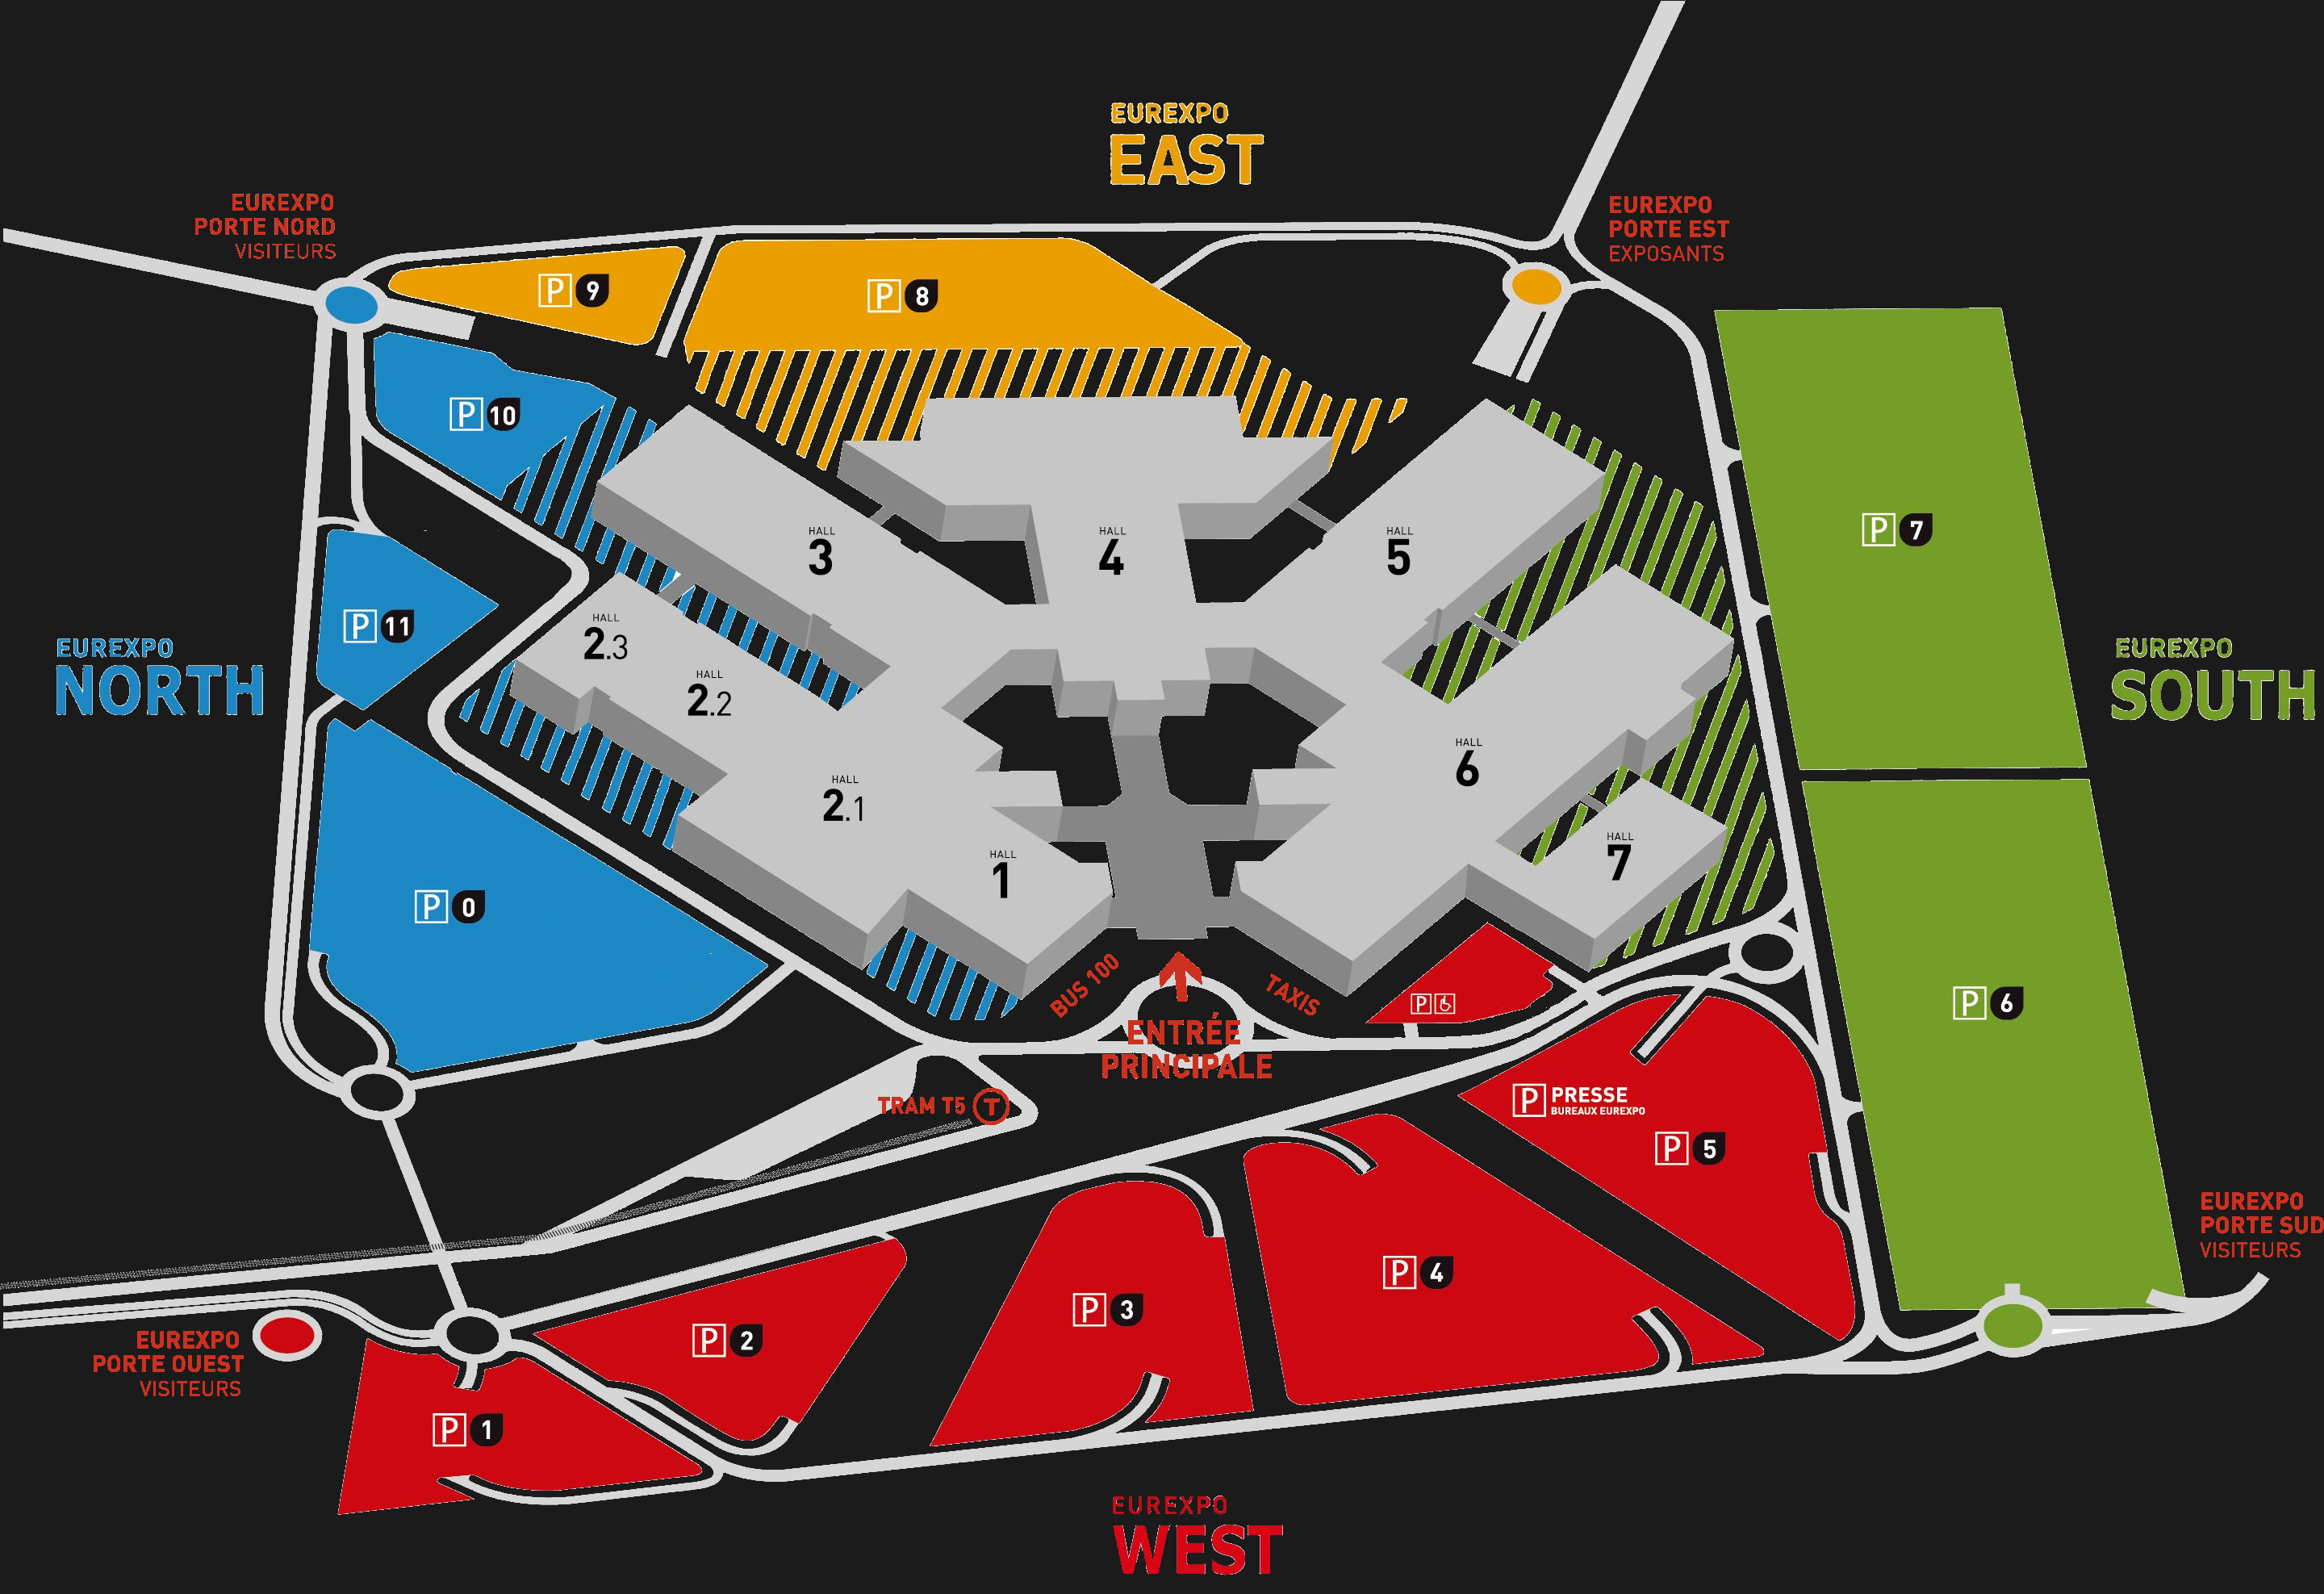 EUREXPO
EAST
EUREXPO
PORTE NORD
VISITEURS
EUREXPO
PORTE EST
EXPOSANTS
P 9
P 8
P 10
P 7
HALL
3
HALL
4
HALL
5
P 11
HALL
2.3
HALL
2.2
EUREXPO
NORTH
EUREXPO
SOUTH
HALL
6
HALL
2.1
HALL
7
HALL
1
P 0
P 6
BUS 100
TAXIS
P
ENTRÉE
PRINCIPALE
TRAM T5 T
P PRESSE
BUREAUX EUREXPO
P 5
EUREXPO
PORTE SUD
VISITEURS
P 4
P 3
P 2
EUREXPO
PORTE OUEST
VISITEURS
P 1
EUREXPO
WEST